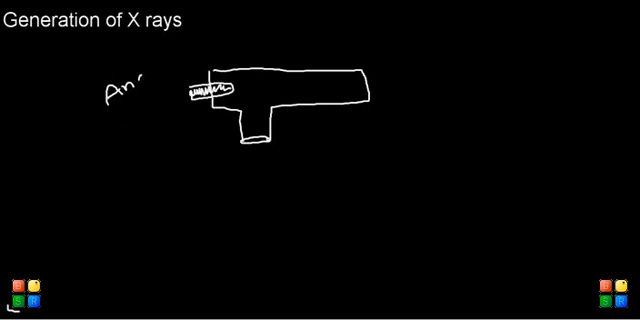 Generation of X rays
An
B
S R
B
S R